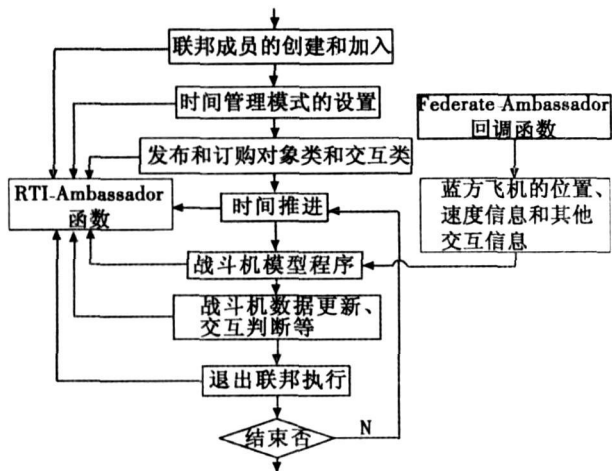 联邦成员的创建和加入
时间管理模式的设置
Federate Ambassador
回调函数
发布和订购对象类和交互类
RTI-Ambassador
函数
时间推进
蓝方飞机的位置、
速度信息和其他
交互信息
战斗机模型程序
战斗机数据更新、
交互判断等
退出联邦执行
结束否
N